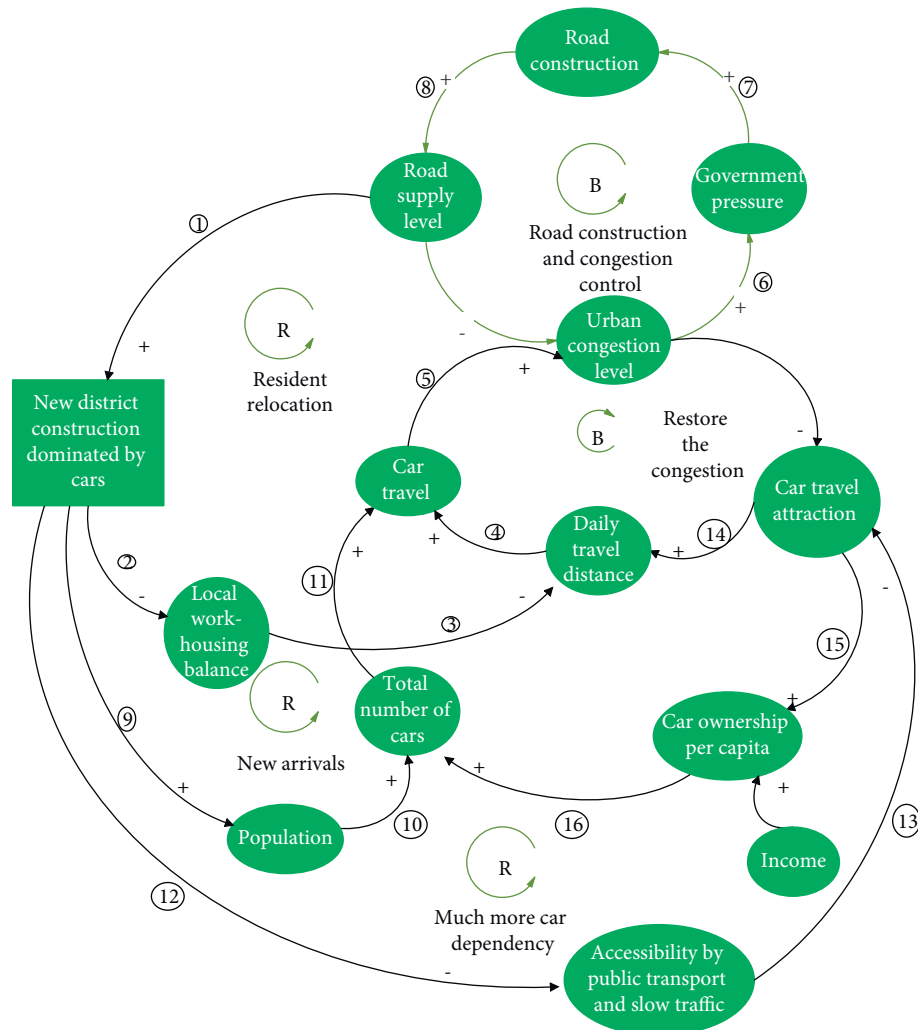 Road
construction
+
+
⑧
⑦
Road
supply
level
Government
pressure
B
Road construction
and congestion
control
①
⑥
+
-
Urban
congestion
level
+
R
Resident
relocation
+
⑤
B
Restore
the
congestion
-
New district
construction
dominated by
cars
Car
travel
Car travel
attraction
+
④
Daily
travel
distance
+
⑭
+
⑪
②
-
-
-
Local
work-
housing
balance
③
⑮
R
New arrivals
Total
number of
cars
+
Car ownership
per capita
⑨
+
+
+
+
⑩
⑯
⑬
Population
Income
R
Much more car
dependency
⑫
-
Accessibility by
public transport
and slow traffic